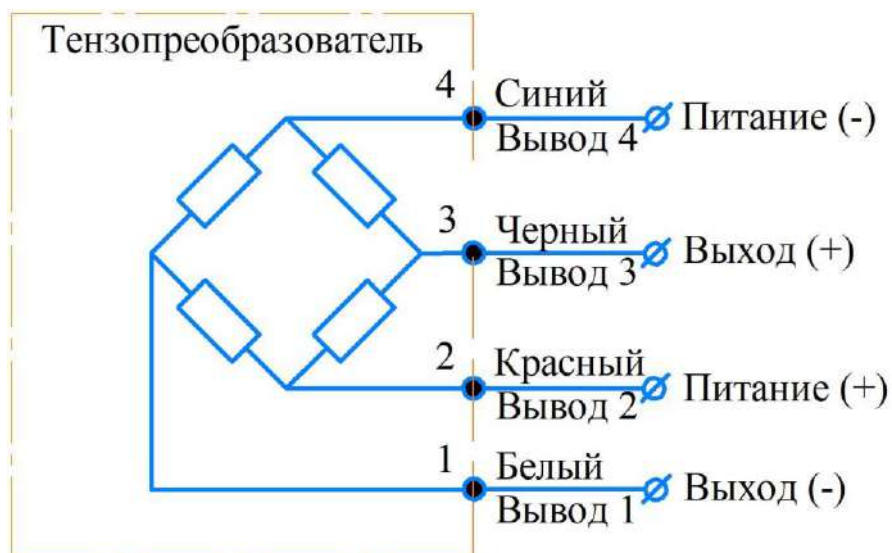 Тензопреобразователь
4 Синий
Вывод 4 Питание (-)
3 Черный
Вывод 3 Выход (+)
2 Красный
Вывод 2 Питание (+)
1 Белый
Вывод 1 Выход (-)